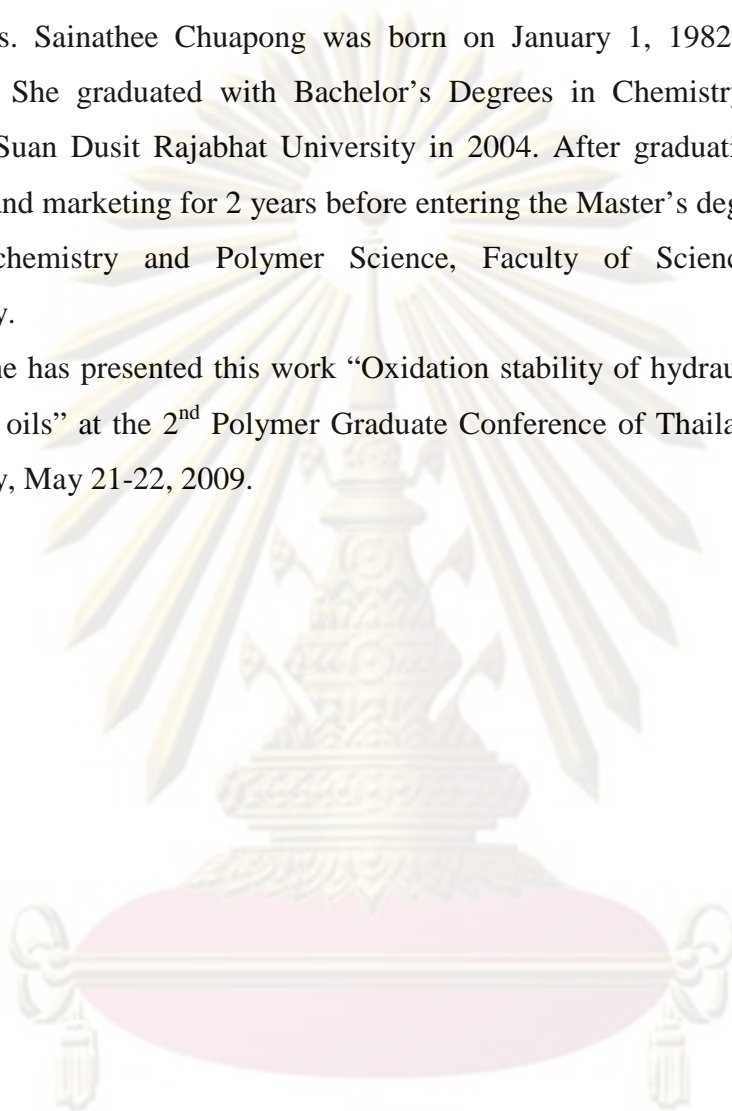 s. Sainathee Chuapong was born on January 1, 1982
She graduated with Bachelor’s Degrees in Chemistry
Suan Dusit Rajabhat University in 2004. After graduati
and marketing for 2 years before entering the Master’s deg
chemistry and Polymer Science, Faculty of Scienc
y.
ne has presented this work “Oxidation stability of hydrau
oils” at the 2nd Polymer Graduate Conference of Thaila
y, May 21-22, 2009.